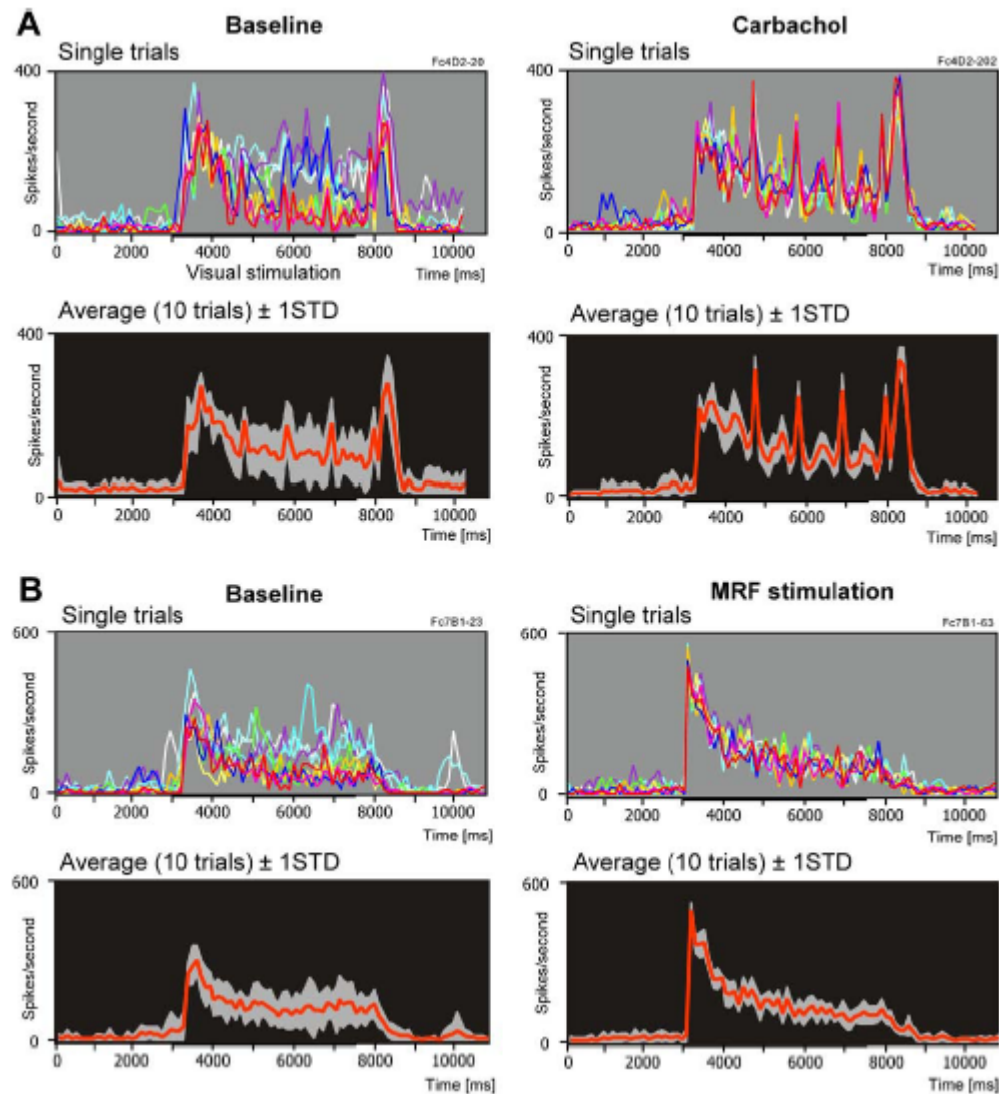 A
Baseline
Carbachol
Single trials
Fc4D2-20
Single trials
Fc4D2-202
400
Spikes/second
0
0 2000 4000 6000 8000 10000
Visual stimulation
Time [ms]
400
Spikes/second
0
0 2000 4000 6000 8000 10000
Time [ms]
Average (10 trials) ± 1STD
400
Spikes/second
0
0 2000 4000 6000 8000 10000
Time [ms]
Average (10 trials) ± 1STD
400
Spikes/second
0
0 2000 4000 6000 8000 10000
Time [ms]
B
Baseline
MRF stimulation
Single trials
Fc7B1-23
Single trials
Fc7B1-63
600
Spikes/second
0
0 2000 4000 6000 8000 10000
Time [ms]
600
Spikes/second
0
0 2000 4000 6000 8000 10000
Time [ms]
Average (10 trials) ± 1STD
600
Spikes/second
0
0 2000 4000 6000 8000 10000
Time [ms]
Average (10 trials) ± 1STD
600
Spikes/second
0
0 2000 4000 6000 8000 10000
Time [ms]